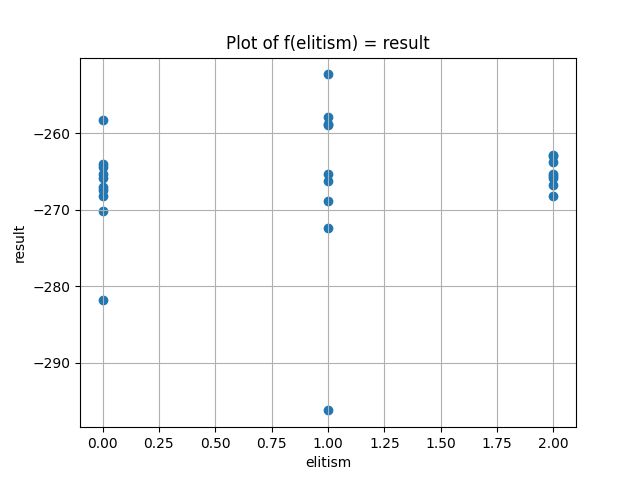 Plot of f(elitism) = result
result
−260
−270
−280
−290
0.00 0.25 0.50 0.75 1.00 1.25 1.50 1.75 2.00
elitism